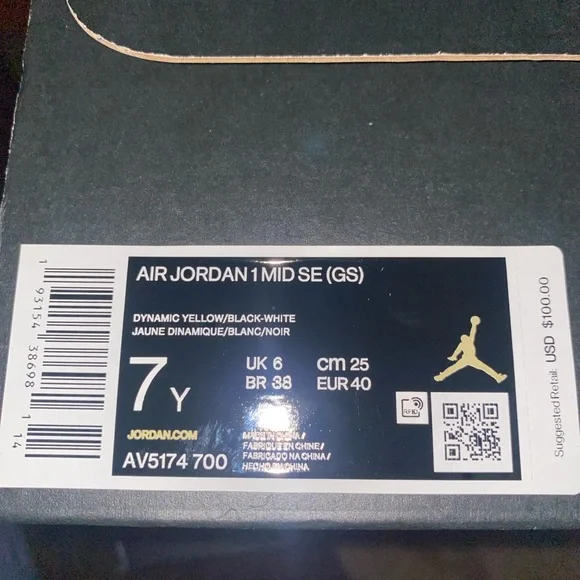 AIR JORDAN 1 MID SE (GS)
DYNAMIC YELLOW/BLACK-WHITE
JAUNE DINAMIQUE/BLANC/NOIR
7Y
UK 6 cm 25
BR 38 EUR 40
JORDAN.COM
AV5174 700
MADE IN CHINA/
FABRIQUE EN CHINE/
FABRICADO NA CHINA/
HECHO EN CHINA
RFID
1 93154 38698 1 14
Suggested Retail: USD $100.00